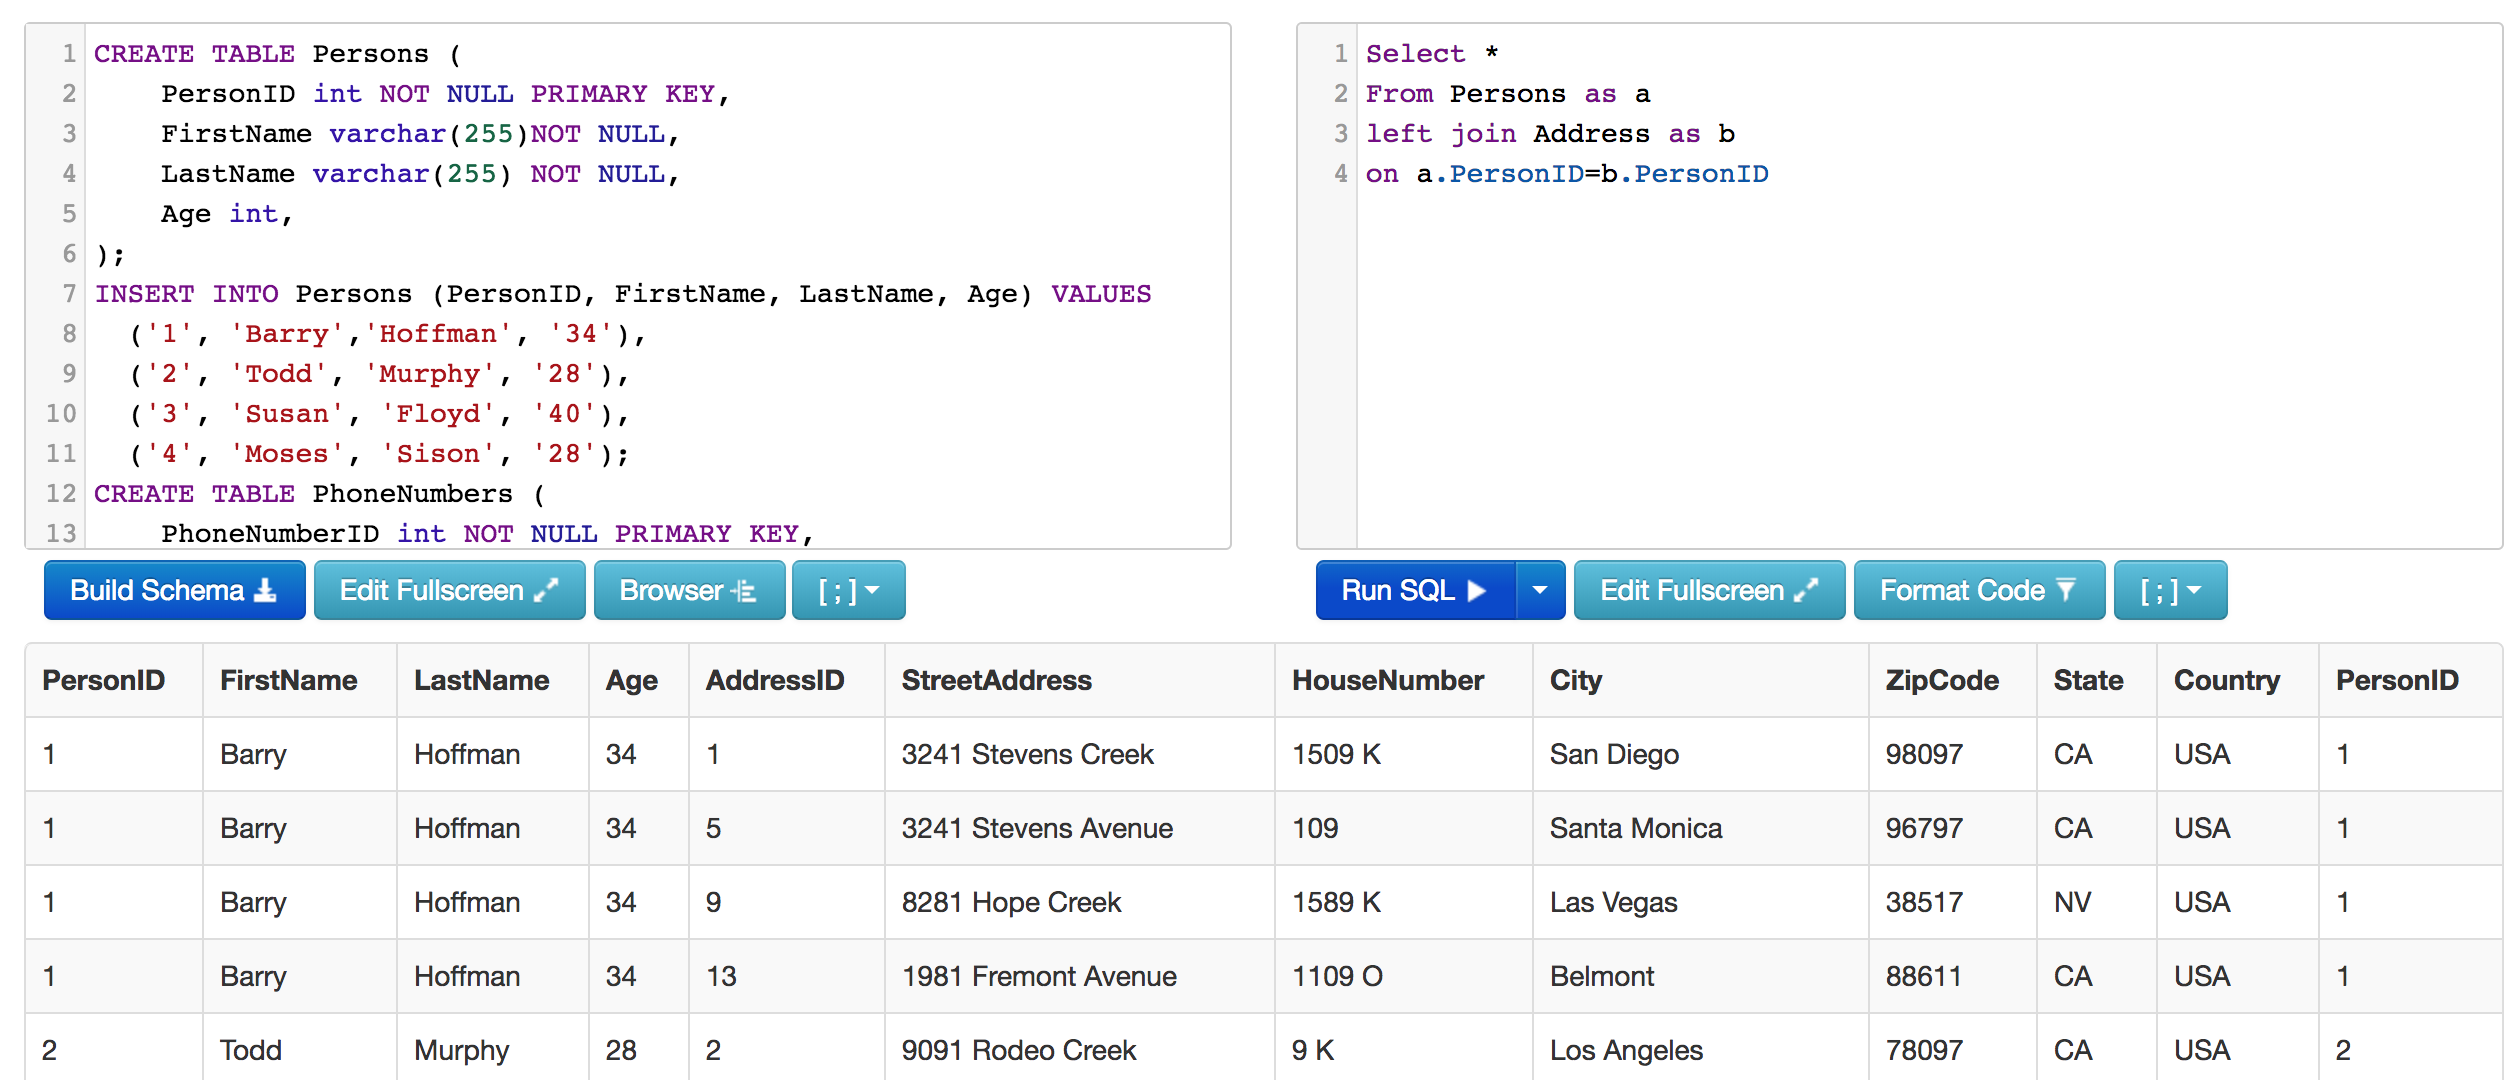 1 CREATE TABLE Persons (
2     PersonID int NOT NULL PRIMARY KEY,
3     FirstName varchar(255)NOT NULL,
4     LastName varchar(255) NOT NULL,
5     Age int,
6 );
7 INSERT INTO Persons (PersonID, FirstName, LastName, Age) VALUES
8   ('1', 'Barry','Hoffman', '34'),
9   ('2', 'Todd', 'Murphy', '28'),
10   ('3', 'Susan', 'Floyd', '40'),
11   ('4', 'Moses', 'Sison', '28');
12 CREATE TABLE PhoneNumbers (
13     PhoneNumberID int NOT NULL PRIMARY KEY,
Build Schema Edit Fullscreen Browser [ ; ]
1 Select *
2 From Persons as a
3 left join Address as b
4 on a.PersonID=b.PersonID
Run SQL Edit Fullscreen Format Code [ ; ]
PersonID FirstName LastName Age AddressID StreetAddress HouseNumber City ZipCode State Country PersonID
1 Barry Hoffman 34 1 3241 Stevens Creek 1509 K San Diego 98097 CA USA 1
1 Barry Hoffman 34 5 3241 Stevens Avenue 109 Santa Monica 96797 CA USA 1
1 Barry Hoffman 34 9 8281 Hope Creek 1589 K Las Vegas 38517 NV USA 1
1 Barry Hoffman 34 13 1981 Fremont Avenue 1109 O Belmont 88611 CA USA 1
2 Todd Murphy 28 2 9091 Rodeo Creek 9 K Los Angeles 78097 CA USA 2